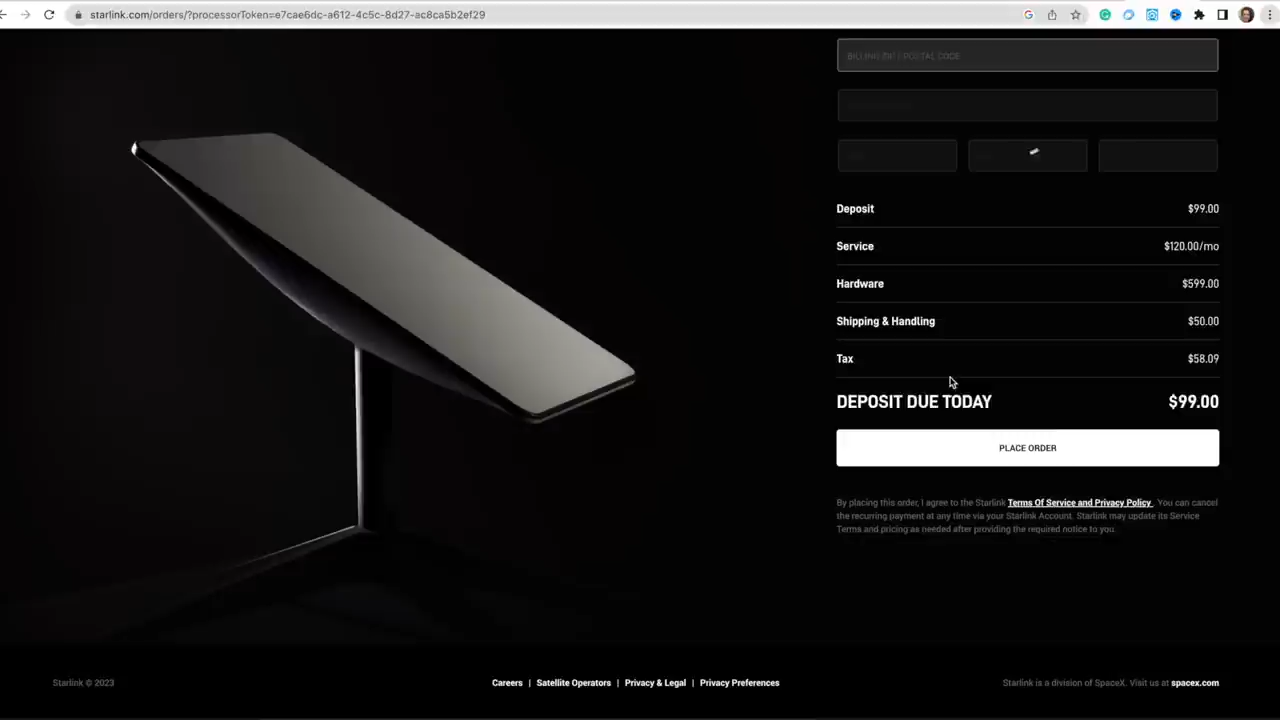 starlink.com/orders/?processorToken=e7cae6dc-a612-4c5c-8d27-ac8ca5b2ef29
POSTAL CODE
Deposit $99.00
Service $120.00/mo
Hardware $599.00
Shipping & Handling $50.00
Tax $58.09
DEPOSIT DUE TODAY $99.00
PLACE ORDER
By placing this order, I agree to the Starlink Terms Of Service and Privacy Policy. You can cancel
the recurring payment at any time via your Starlink Account. Starlink may update its Service
Terms and pricing as needed after providing the required notice to you.
Starlink © 2023 Careers | Satellite Operators | Privacy & Legal | Privacy Preferences Starlink is a division of SpaceX. Visit us at spacex.com